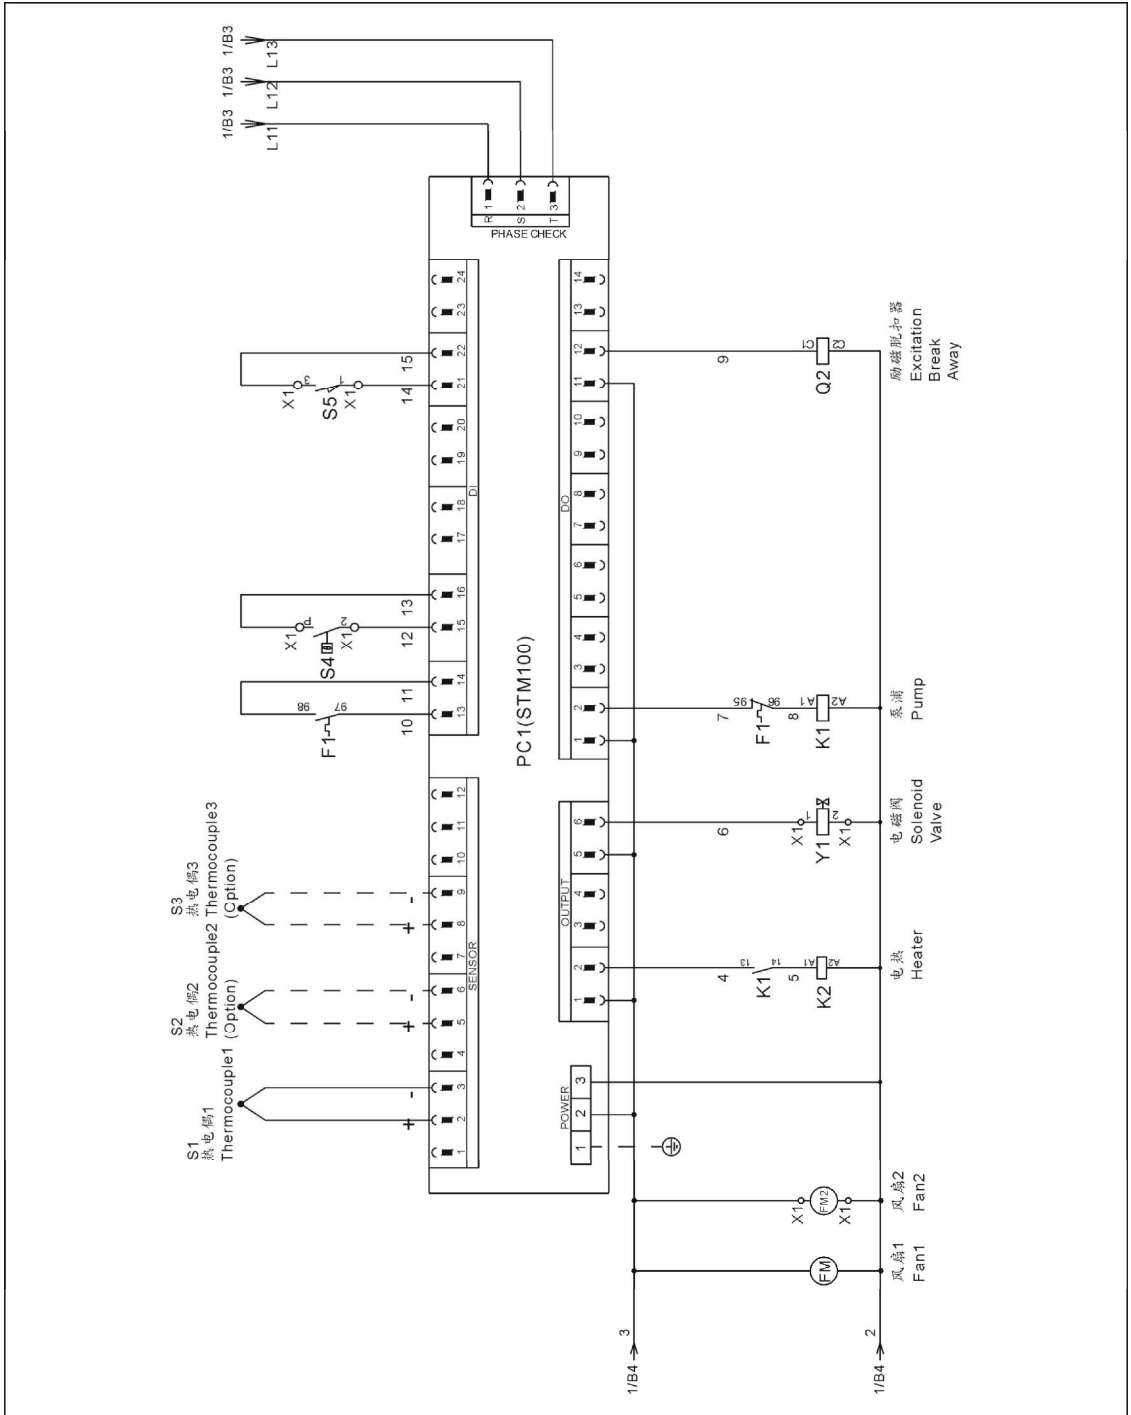 S1
热电偶1
Thermocouple1
S2
热电偶2
Thermocouple2
(Option)
S3
热电偶3
Thermocouple3
(Option)
1/B3
1/B3
1/B3
L11
L12
L13
X1
X1
F1
98
97
S4
P
2
X1
S5
3
1
X1
+
-
+
-
+
-
10
11
12
13
14
15
1
2
3
4
5
6
7
8
9
10
11
12
SENSOR
13
14
15
16
17
18
19
20
21
22
23
24
DI
R
S
T
1
2
3
PHASE CHECK
PC1(STM100)
POWER
1
2
3
OUTPUT
1
2
3
4
5
6
DO
1
2
3
4
5
6
7
8
9
10
11
12
13
14
1/B4
3
4
6
7
9
K1
13
14
F1
95
96
5
8
X1
X1
FM
FM2
X1
K2
A1
A2
Y1
1
2
X1
K1
A1
A2
Q2
C1
C2
1/B4
2
风扇1
Fan1
风扇2
Fan2
电热
Heater
电磁阀
Solenoid
Valve
泵浦
Pump
励磁脱扣器
Excitation
Break
Away